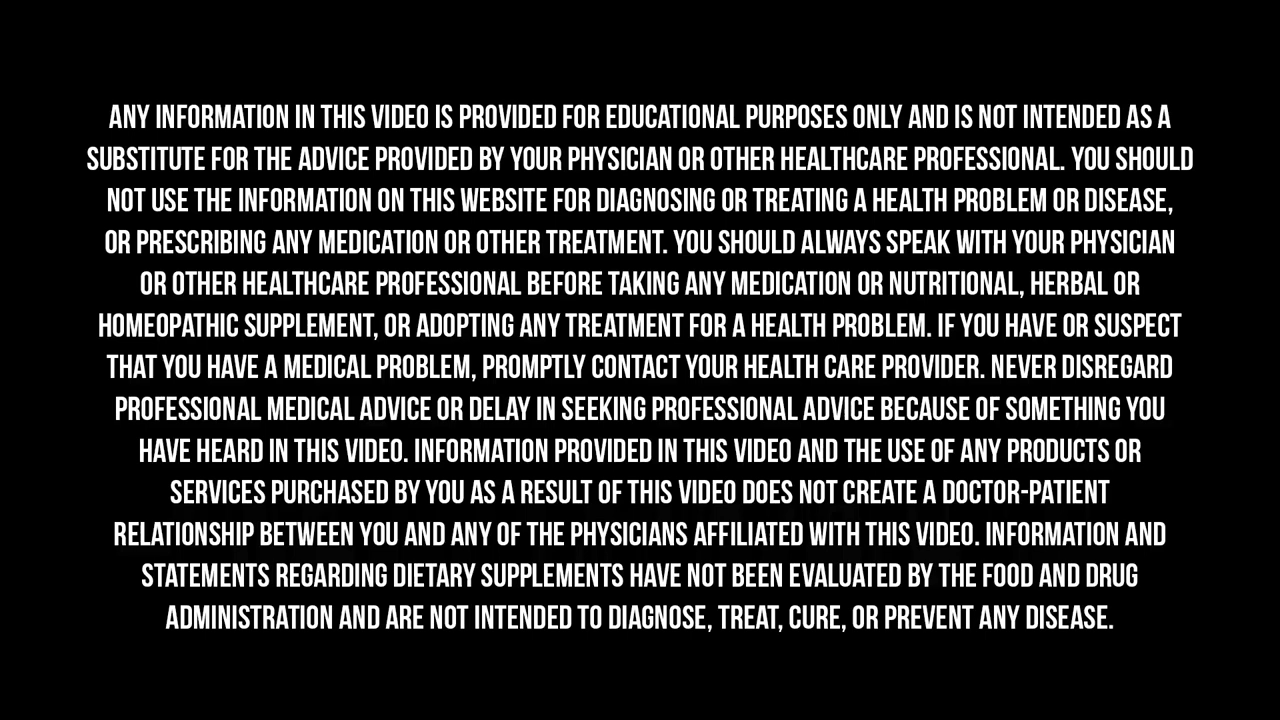 ANY INFORMATION IN THIS VIDEO IS PROVIDED FOR EDUCATIONAL PURPOSES ONLY AND IS NOT INTENDED AS A
SUBSTITUTE FOR THE ADVICE PROVIDED BY YOUR PHYSICIAN OR OTHER HEALTHCARE PROFESSIONAL. YOU SHOULD
NOT USE THE INFORMATION ON THIS WEBSITE FOR DIAGNOSING OR TREATING A HEALTH PROBLEM OR DISEASE,
OR PRESCRIBING ANY MEDICATION OR OTHER TREATMENT. YOU SHOULD ALWAYS SPEAK WITH YOUR PHYSICIAN
OR OTHER HEALTHCARE PROFESSIONAL BEFORE TAKING ANY MEDICATION OR NUTRITIONAL, HERBAL OR
HOMEOPATHIC SUPPLEMENT, OR ADOPTING ANY TREATMENT FOR A HEALTH PROBLEM. IF YOU HAVE OR SUSPECT
THAT YOU HAVE A MEDICAL PROBLEM, PROMPTLY CONTACT YOUR HEALTH CARE PROVIDER. NEVER DISREGARD
PROFESSIONAL MEDICAL ADVICE OR DELAY IN SEEKING PROFESSIONAL ADVICE BECAUSE OF SOMETHING YOU
HAVE HEARD IN THIS VIDEO. INFORMATION PROVIDED IN THIS VIDEO AND THE USE OF ANY PRODUCTS OR
SERVICES PURCHASED BY YOU AS A RESULT OF THIS VIDEO DOES NOT CREATE A DOCTOR-PATIENT
RELATIONSHIP BETWEEN YOU AND ANY OF THE PHYSICIANS AFFILIATED WITH THIS VIDEO. INFORMATION AND
STATEMENTS REGARDING DIETARY SUPPLEMENTS HAVE NOT BEEN EVALUATED BY THE FOOD AND DRUG
ADMINISTRATION AND ARE NOT INTENDED TO DIAGNOSE, TREAT, CURE, OR PREVENT ANY DISEASE.